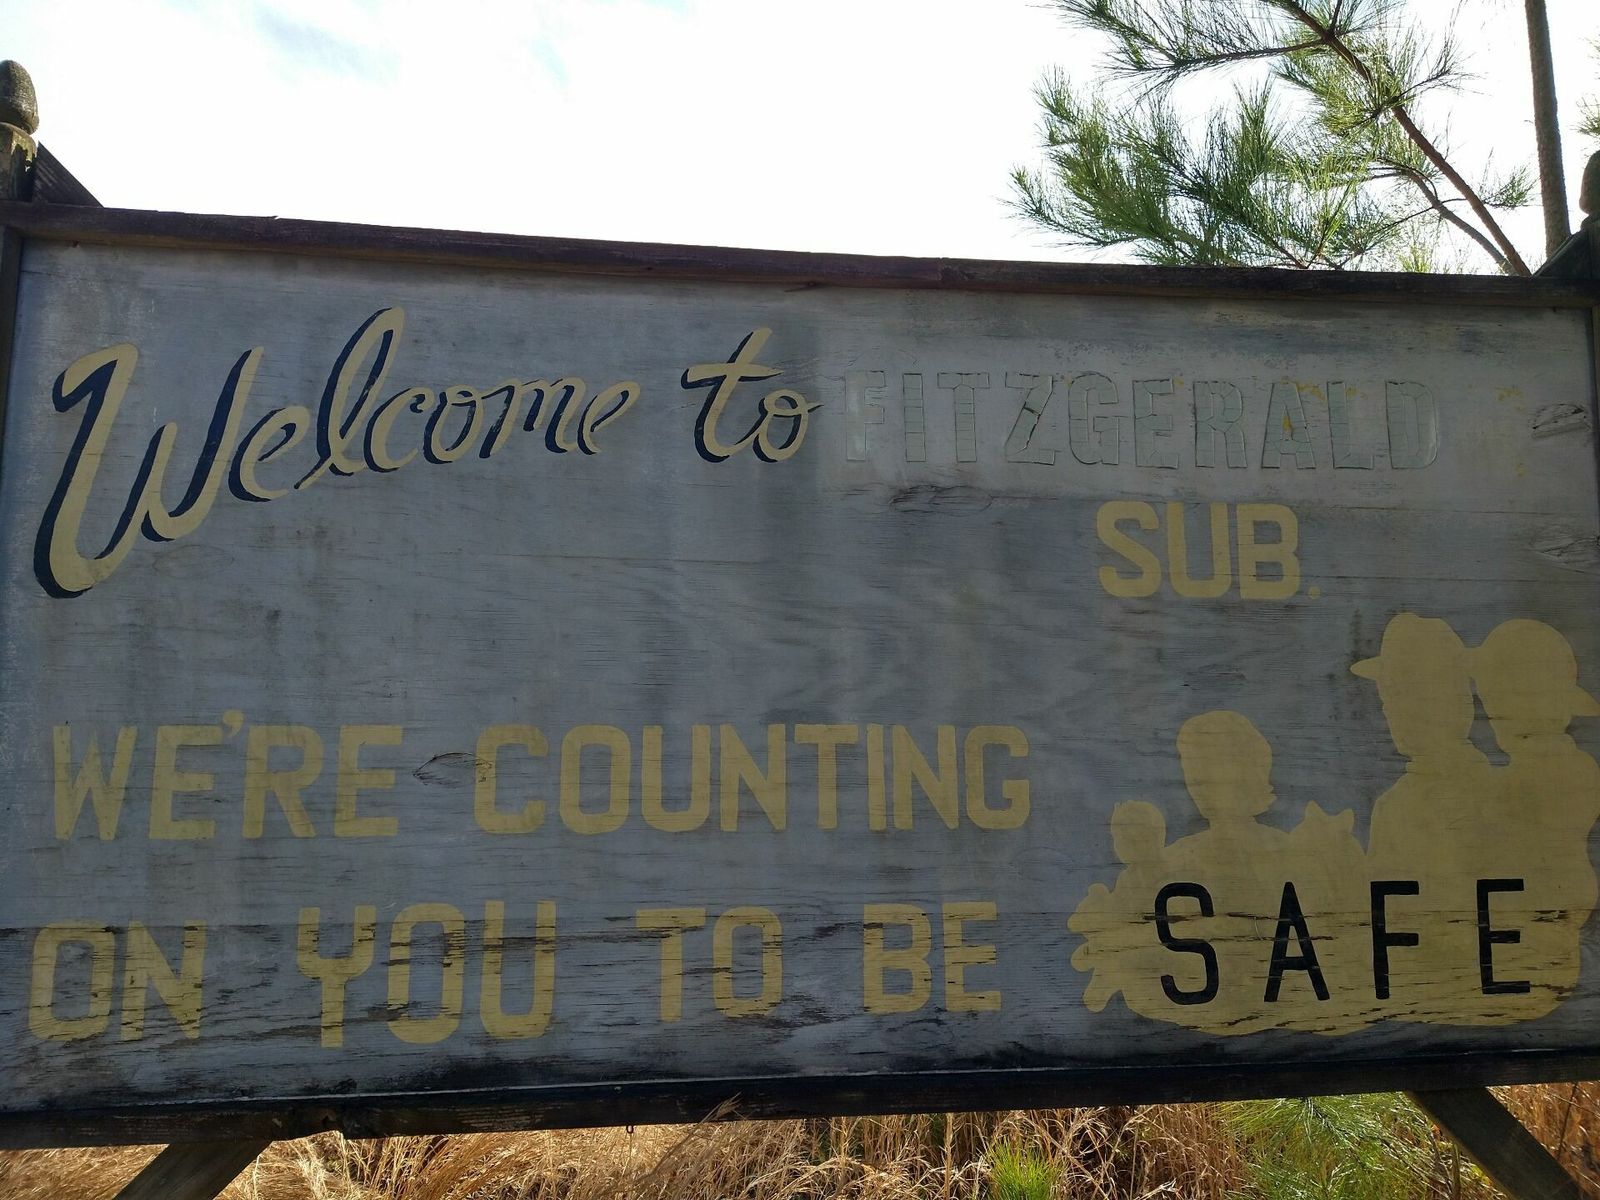 Welcome to FITZGERALD
SUB.
WE'RE COUNTING
ON YOU TO BE SAFE